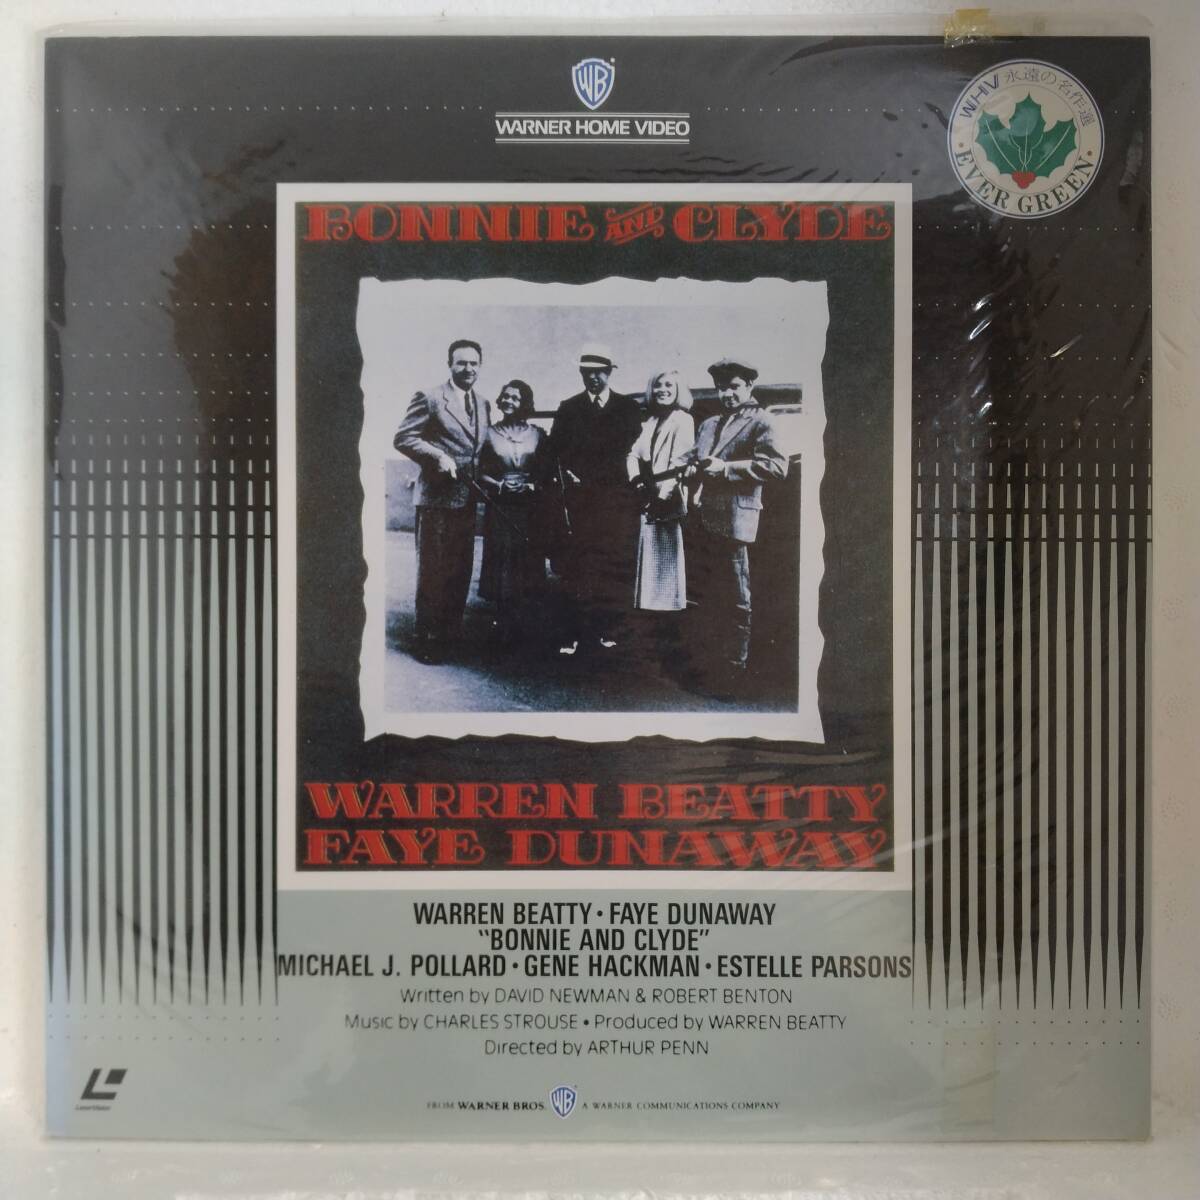 WB
WARNER HOME VIDEO
WHV 永遠の名作選
・EVER GREEN・
BONNIE AND CLYDE
WARREN BEATTY
FAYE DUNAWAY
WARREN BEATTY・FAYE DUNAWAY
"BONNIE AND CLYDE"
MICHAEL J. POLLARD・GENE HACKMAN・ESTELLE PARSONS
Written by DAVID NEWMAN & ROBERT BENTON
Music by CHARLES STROUSE • Produced by WARREN BEATTY
Directed by ARTHUR PENN
LaserVision
FROM WARNER BROS. WB A WARNER COMMUNICATIONS COMPANY